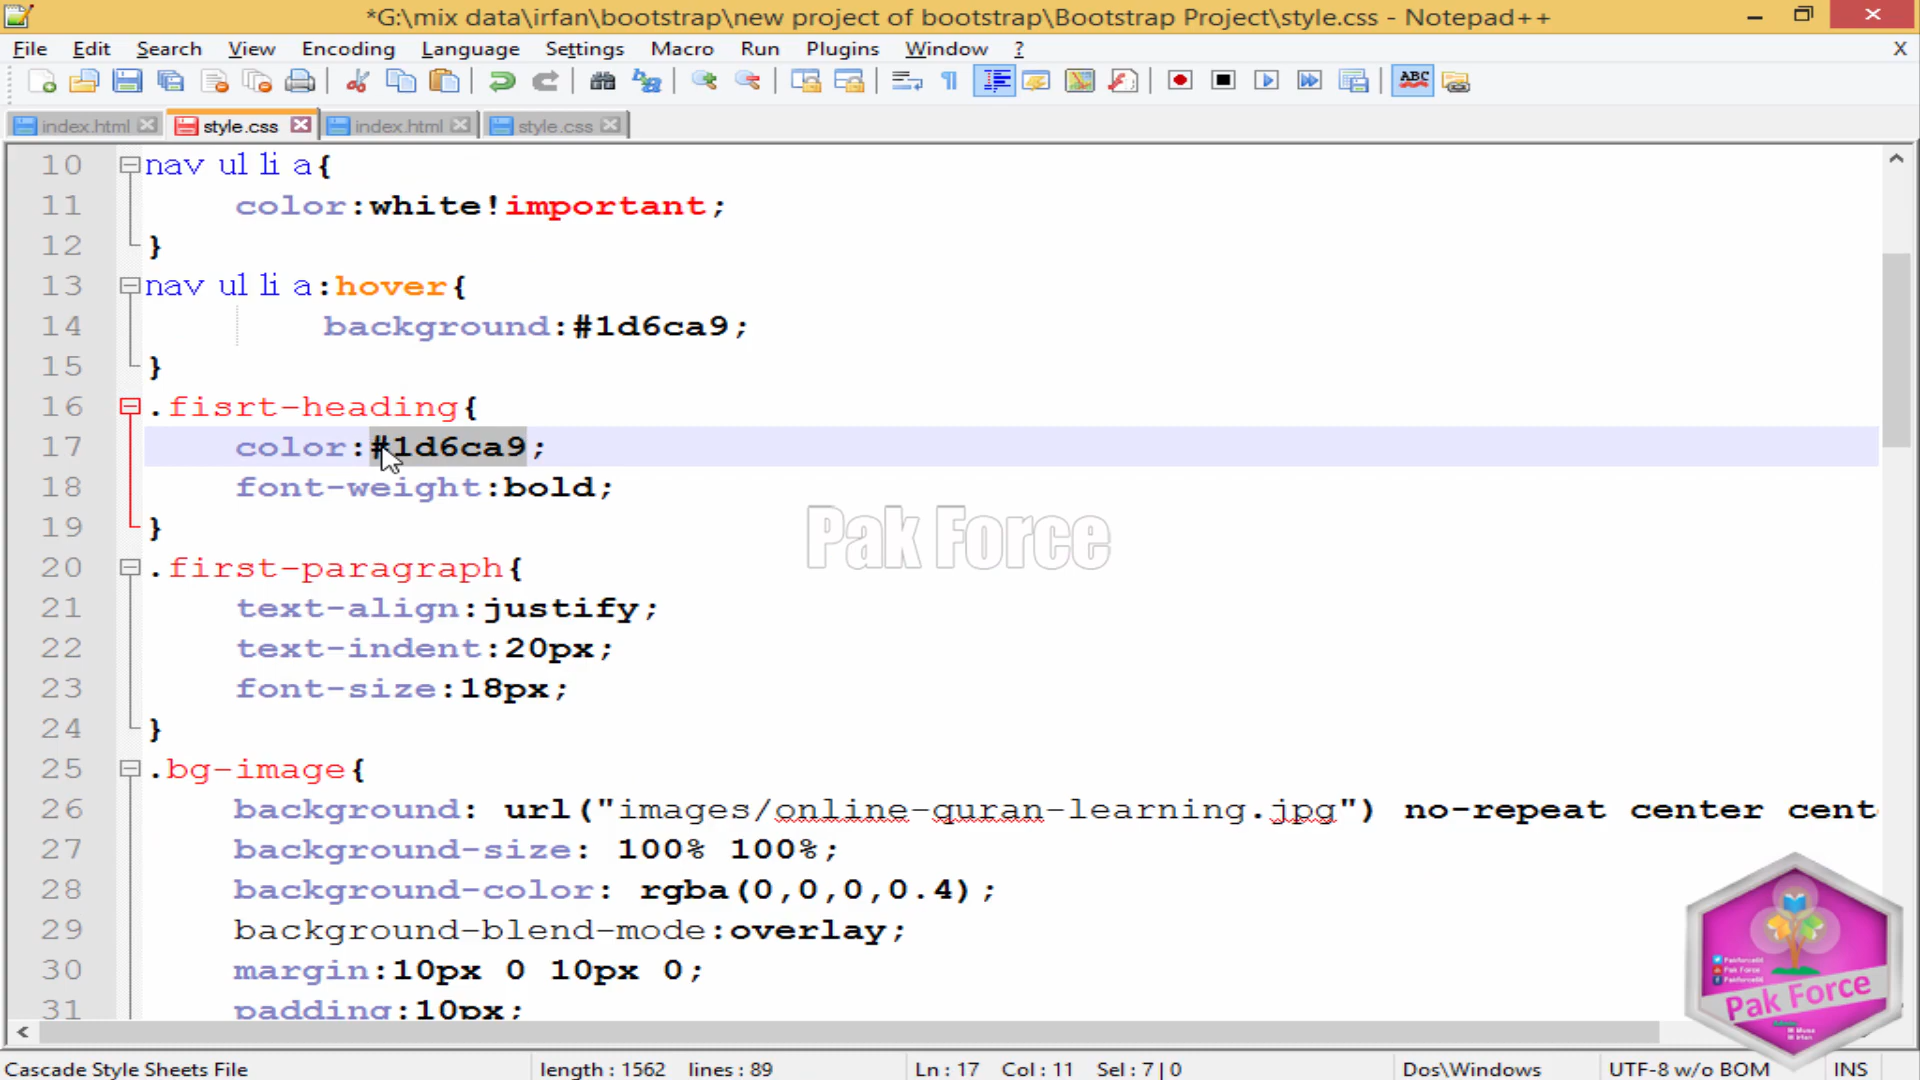 *G:\mix data\irfan\bootstrap\new project of bootstrap\Bootstrap Project\style.css - Notepad++
File Edit Search View Encoding Language Settings Macro Run Plugins Window ? X
ABC
index.html style.css index.html style.css
10 nav ul li a{
11 color:white!important;
12 }
13 nav ul li a:hover{
14 background:#1d6ca9;
15 }
16 .fisrt-heading{
17 color:#1d6ca9;
18 font-weight:bold;
19 }
20 .first-paragraph{
21 text-align:justify;
22 text-indent:20px;
23 font-size:18px;
24 }
25 .bg-image{
26 background: url("images/online-quran-learning.jpg") no-repeat center cent
27 background-size: 100% 100%;
28 background-color: rgba(0,0,0,0.4);
29 background-blend-mode:overlay;
30 margin:10px 0 10px 0;
31 padding:10px;
Pak Force
Pak Force
Pak Force
Cascade Style Sheets File length : 1562 lines : 89 Ln : 17 Col : 11 Sel : 7 | 0 Dos\Windows UTF-8 w/o BOM INS